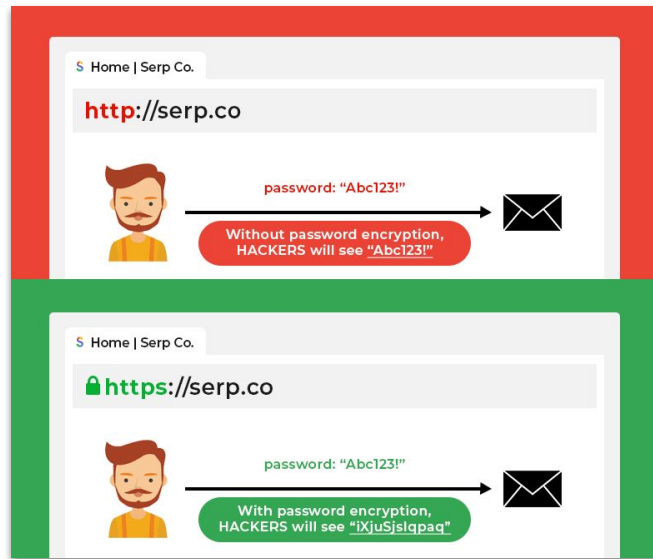 S Home | Serp Co.
http://serp.co
password: “Abc123!”
Without password encryption,
HACKERS will see “Abc123!”
S Home | Serp Co.
https://serp.co
password: “Abc123!”
With password encryption,
HACKERS will see “iXjuSjslqpaq”